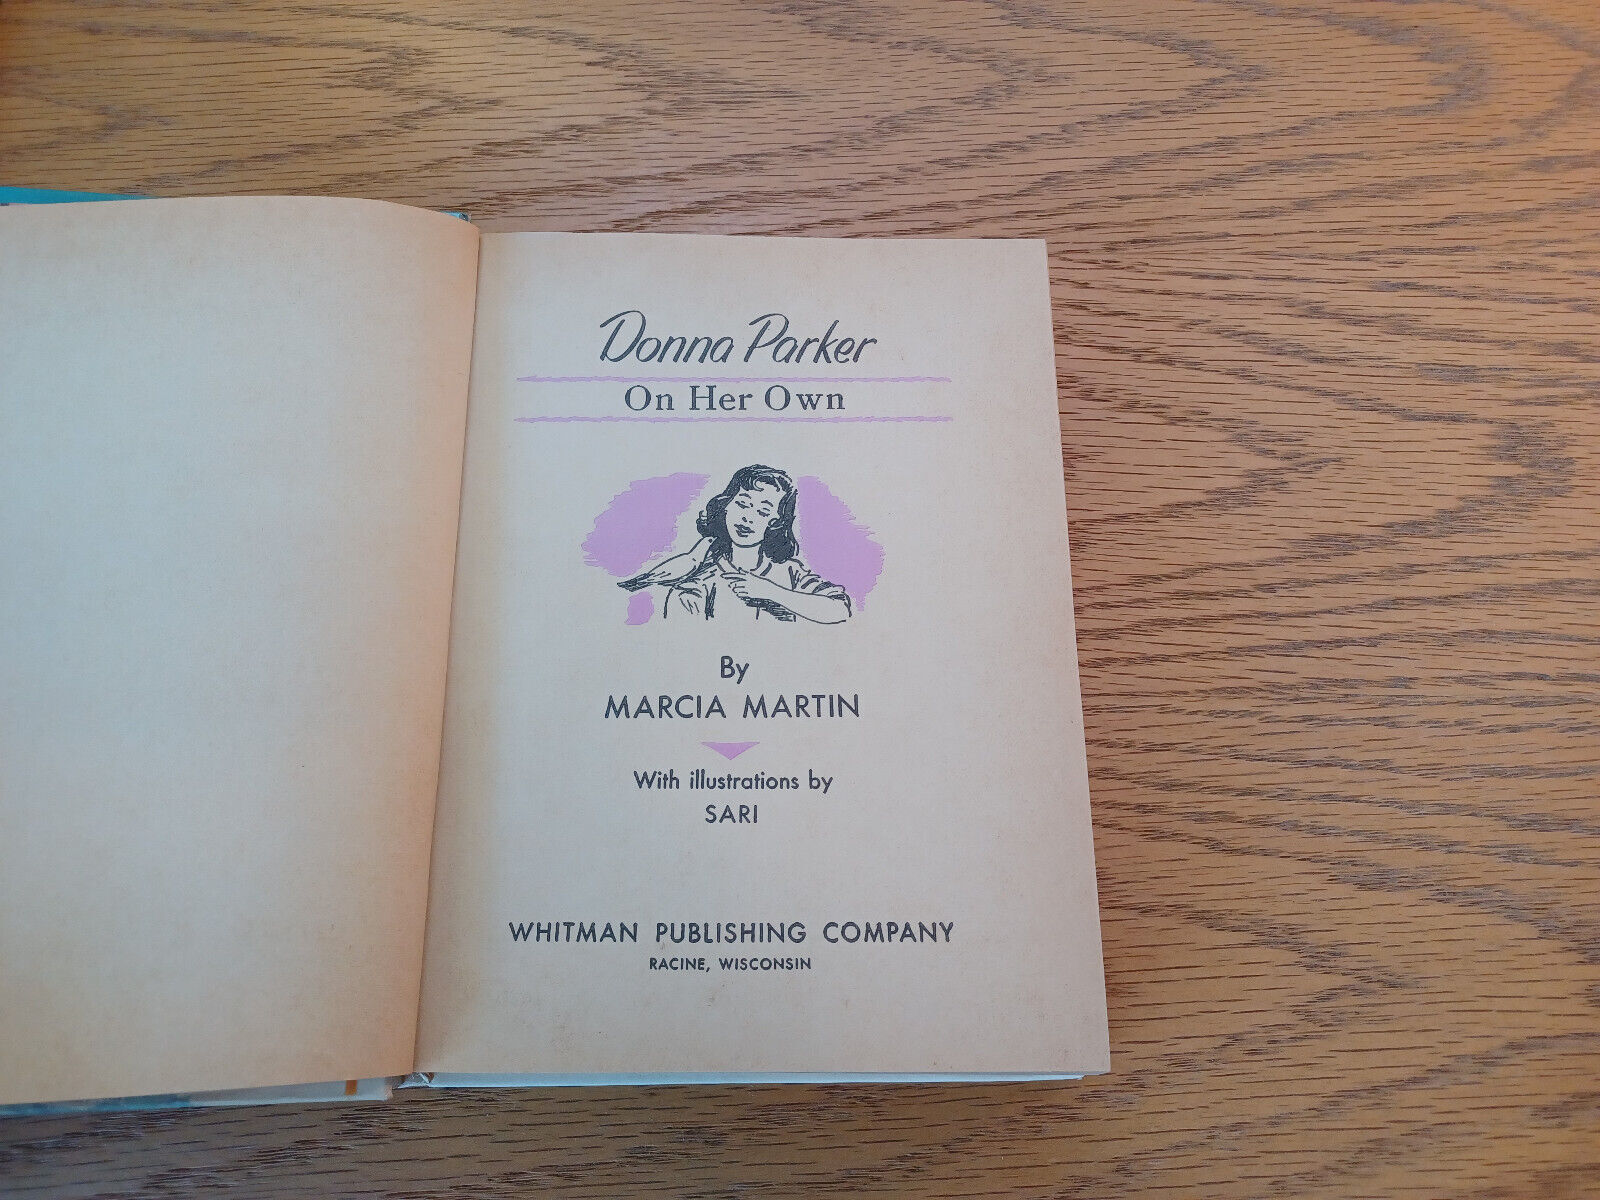 Donna Parker
On Her Own
By
MARCIA MARTIN
With illustrations by
SARI
WHITMAN PUBLISHING COMPANY
RACINE, WISCONSIN